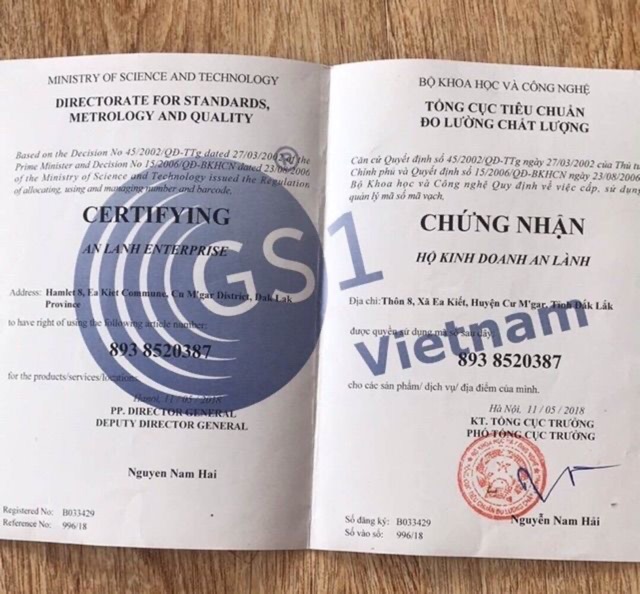 MINISTRY OF SCIENCE AND TECHNOLOGY
DIRECTORATE FOR STANDARDS,
METROLOGY AND QUALITY
Based on the Decision No 45/2002/QĐ-TTg dated 27/03/2002 of the
Prime Minister and Decision No 15/2006/QĐ-BKHCN dated 23/08/2006
of the Ministry of Science and Technology issued the Regulation
of allocating, using and managing number and barcode.
CERTIFYING
AN LANH ENTERPRISE
Address: Hamlet 8, Ea Kiet Commune, Cu M'gar District, Dak Lak
Province
to have right of using the following article number:
893 8520387
for the products/services/locations
Hanoi, 11 / 05 / 2018
PP. DIRECTOR GENERAL
DEPUTY DIRECTOR GENERAL
Nguyen Nam Hai
Registered No: B033429
Reference No: 996/18
GS1
®
Vietnam
BỘ KHOA HỌC VÀ CÔNG NGHỆ
TỔNG CỤC TIÊU CHUẨN
ĐO LƯỜNG CHẤT LƯỢNG
Căn cứ Quyết định số 45/2002/QĐ-TTg ngày 27/03/2002 của Thủ tư
Chính phủ và Quyết định số 15/2006/QĐ-BKHCN ngày 23/08/2006
Bộ Khoa học và Công nghệ Quy định về việc cấp, sử dụng
quản lý mã số mã vạch.
CHỨNG NHẬN
HỘ KINH DOANH AN LÀNH
Địa chỉ: Thôn 8, Xã Ea Kiết, Huyện Cư M'gar, Tỉnh Đắk Lắk
được quyền sử dụng mã số sau đây:
893 8520387
cho các sản phẩm/ dịch vụ/ địa điểm của mình.
Hà Nội, 11 / 05 / 2018
KT. TỔNG CỤC TRƯỞNG
PHÓ TỔNG CỤC TRƯỞNG
Nguyễn Nam Hải
Số đăng ký: B033429
Số vào sổ: 996/18